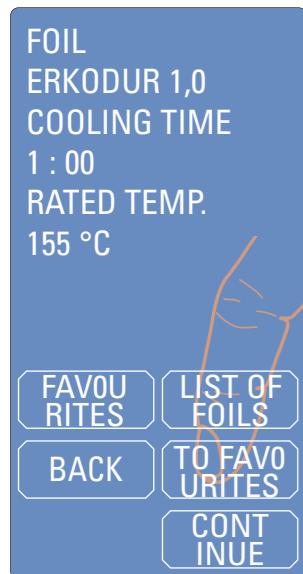 FOIL
ERKODUR 1,0
COOLING TIME
1 : 00
RATED TEMP.
155 °C
FAV0U
RITES
LIST OF
FOILS
BACK
TO FAV0
URITES
CONT
INUE